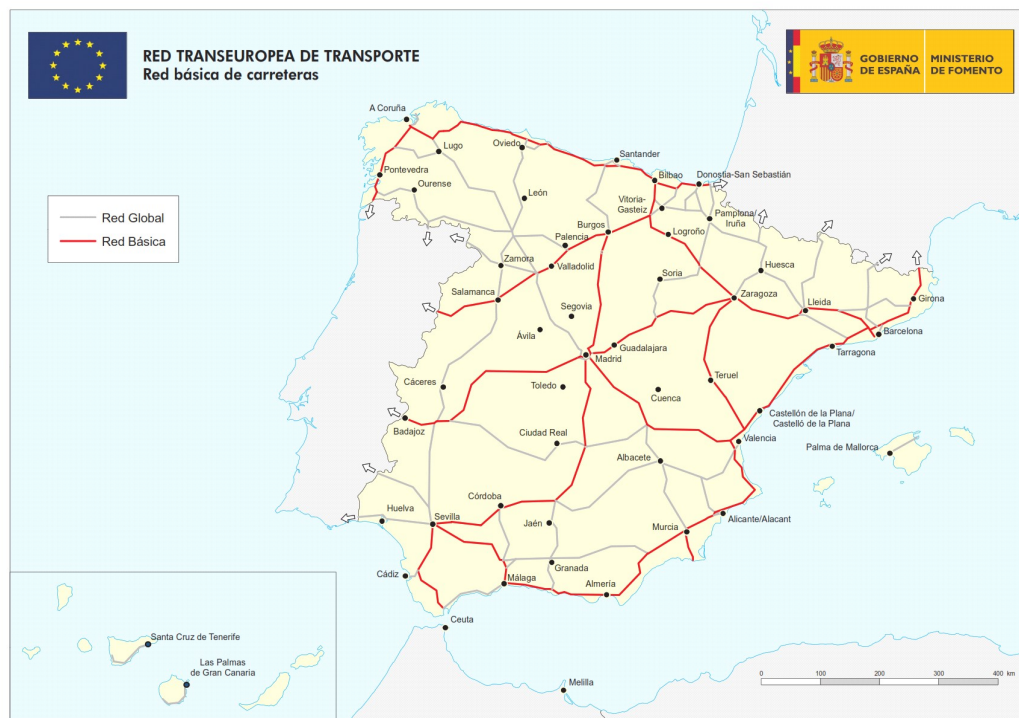 RED TRANSEUROPEA DE TRANSPORTE
Red básica de carreteras
GOBIERNO
DE ESPAÑA
MINISTERIO
DE FOMENTO
Red Global
Red Básica
A Coruña
Lugo
Oviedo
Santander
Bilbao
Donostia-San Sebastián
Pontevedra
Ourense
León
Vitoria-
Gasteiz
Pamplona/
Iruña
Burgos
Logroño
Palencia
Zamora
Valladolid
Soria
Huesca
Salamanca
Zaragoza
Lleida
Girona
Segovia
Barcelona
Ávila
Guadalajara
Madrid
Tarragona
Cáceres
Toledo
Teruel
Cuenca
Castellón de la Plana/
Castelló de la Plana
Badajoz
Ciudad Real
Valencia
Albacete
Palma de Mallorca
Córdoba
Huelva
Sevilla
Jaén
Murcia
Alicante/Alacant
Granada
Cádiz
Málaga
Almería
Ceuta
Melilla
Santa Cruz de Tenerife
Las Palmas
de Gran Canaria
0 100 200 300 400 km